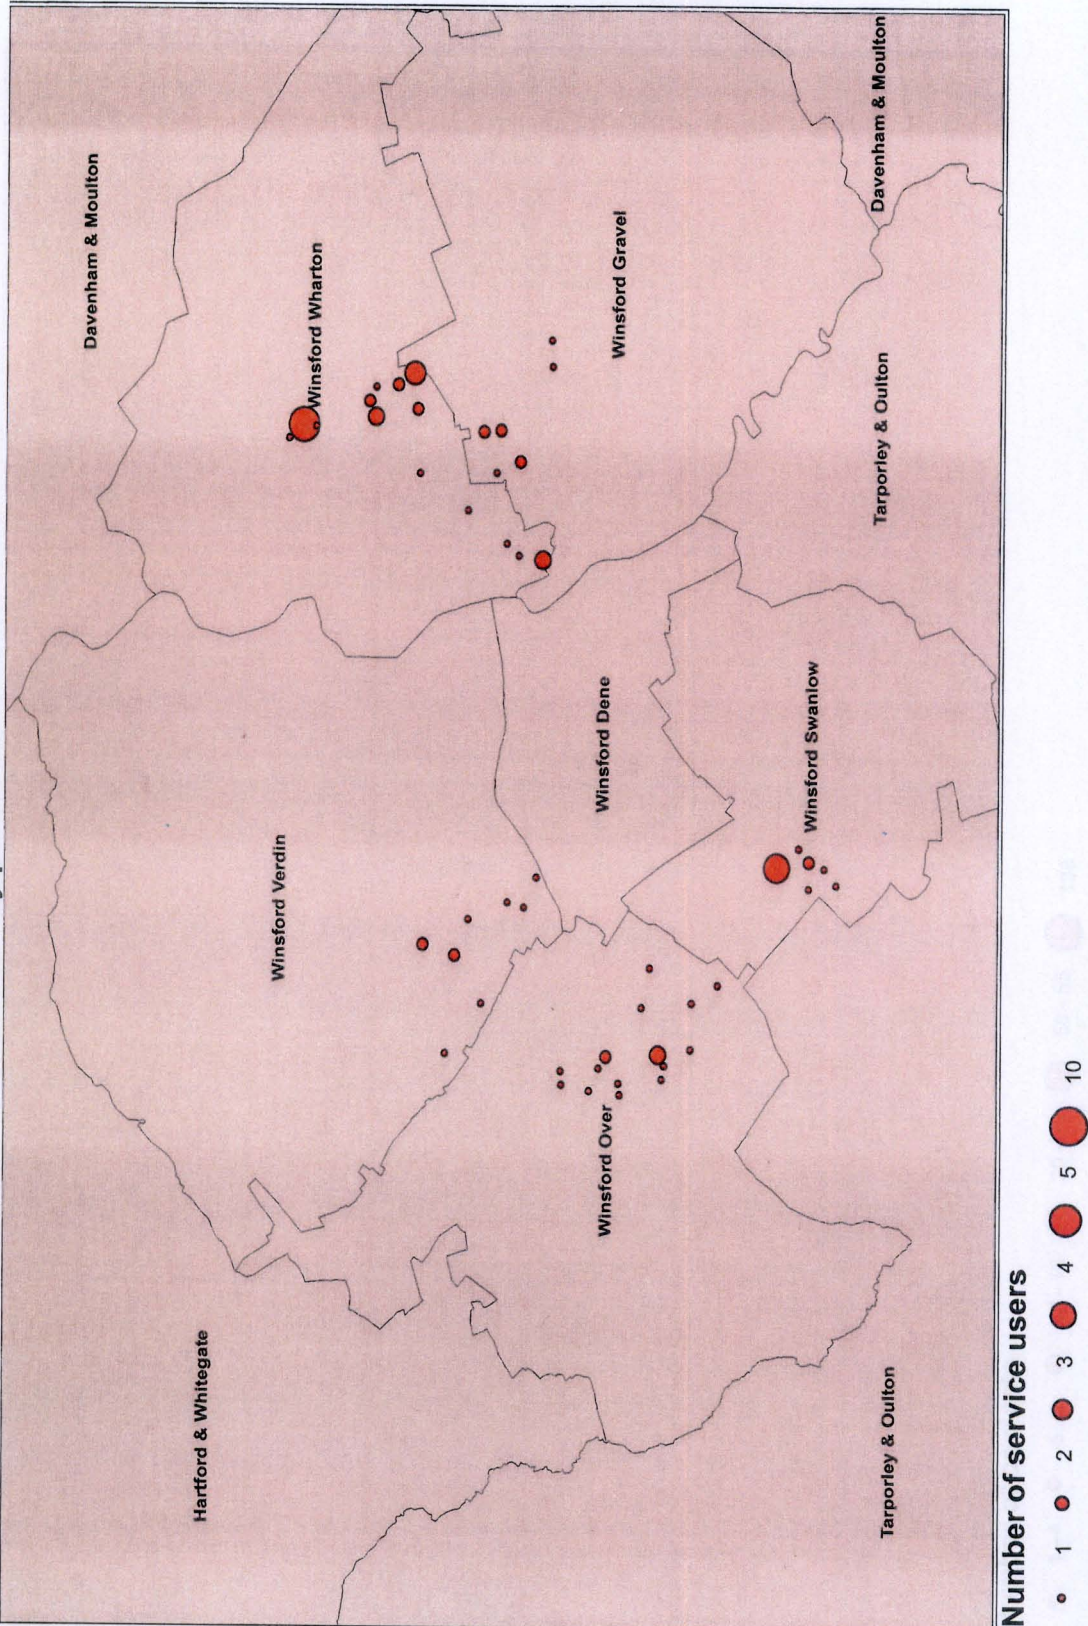 Davenham & Moulton
Hartford & Whitegate
Winsford Verdin
Winsford Wharton
Winsford Over
Winsford Dene
Winsford Gravel
Winsford Swanlow
Tarporley & Oulton
Tarporley & Oulton
Davenham & Moulton
Number of service users
1 2 3 4 5 10